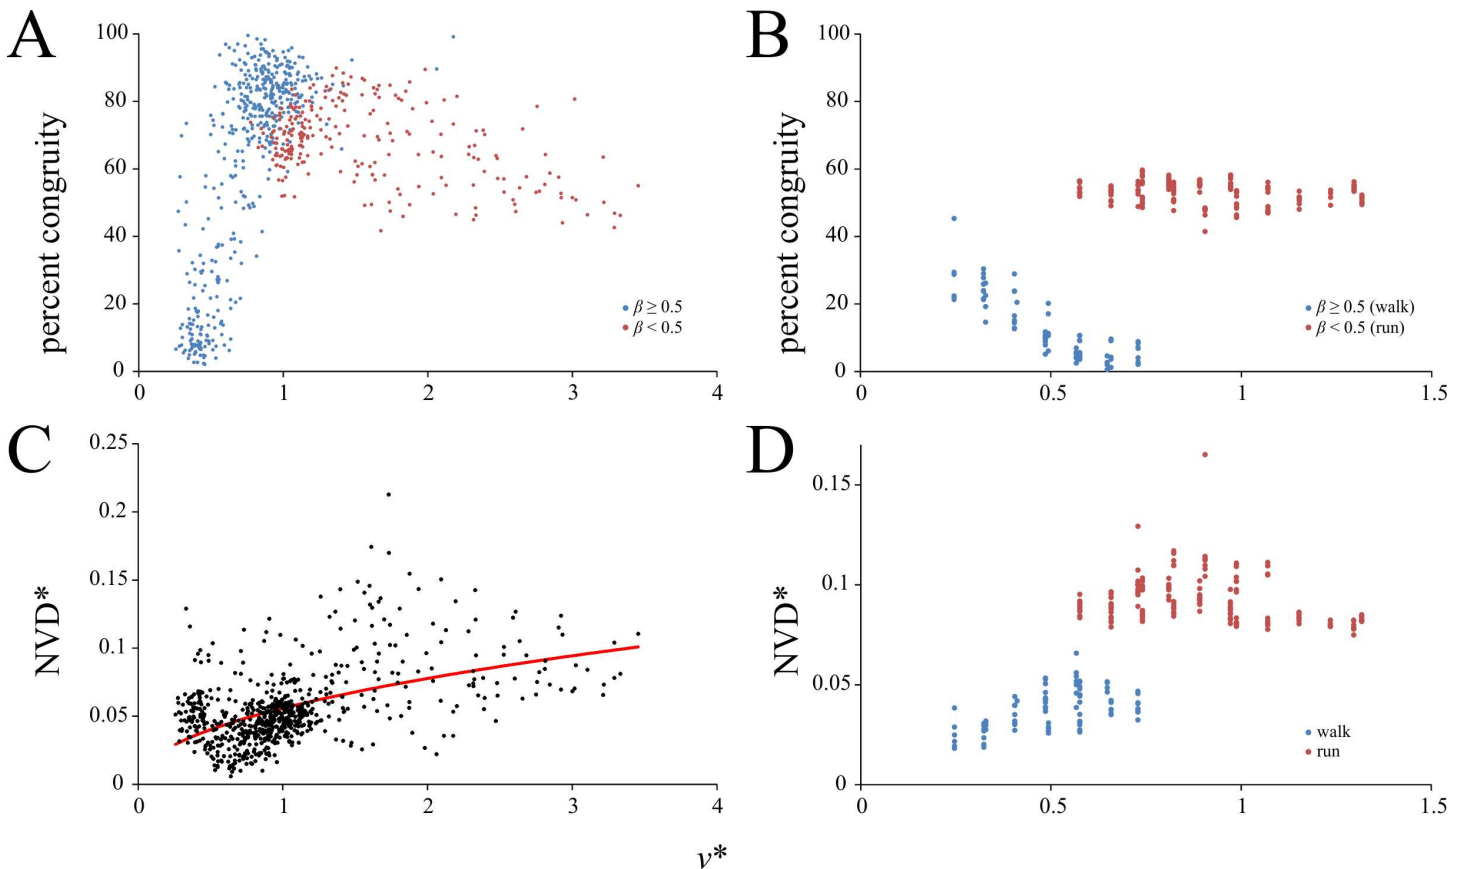 A
percent congruity
100
80
60
40
20
0
0 1 2 3 4
β ≥ 0.5
β < 0.5
B
percent congruity
100
80
60
40
20
0
0 0.5 1 1.5
β ≥ 0.5 (walk)
β < 0.5 (run)
C
NVD*
0.25
0.2
0.15
0.1
0.05
0
0 1 2 3 4
D
NVD*
0.15
0.1
0.05
0
0 0.5 1 1.5
walk
run
v*